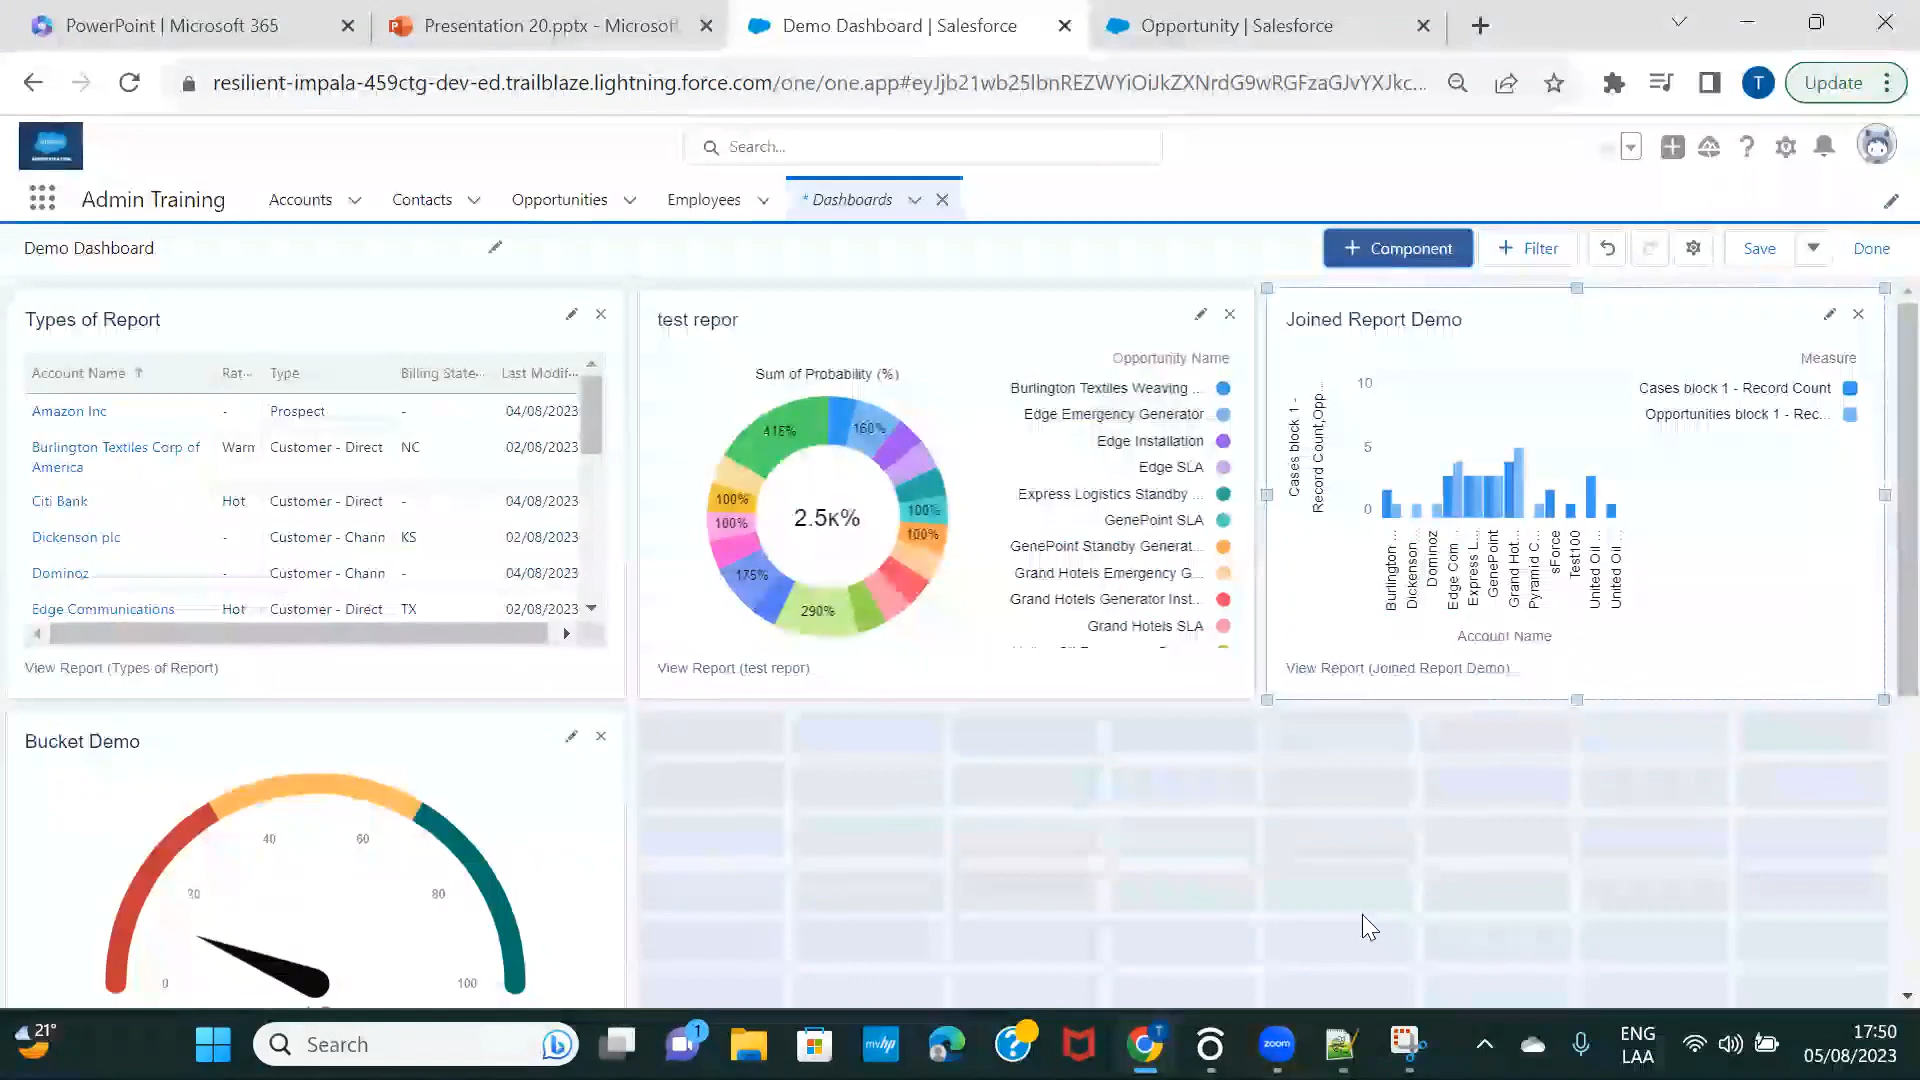 PowerPoint | Microsoft 365
Presentation 20.pptx - Microsof
Demo Dashboard | Salesforce
Opportunity | Salesforce
resilient-impala-459ctg-dev-ed.trailblaze.lightning.force.com/one/one.app#eyJjb21wb25lbnREZWYiOiJkZXNrdG9wRGFzaGJvYXJkc...
T
Update
Search...
Admin Training
Accounts
Contacts
Opportunities
Employees
* Dashboards
Demo Dashboard
+ Component
+ Filter
Save
Done
Types of Report
Account Name ↑ Rat... Type Billing State... Last Modif...
Amazon Inc - Prospect - 04/08/2023
Burlington Textiles Corp of America Warm Customer - Direct NC 02/08/2023
Citi Bank Hot Customer - Direct - 04/08/2023
Dickenson plc - Customer - Chann KS 02/08/2023
Dominoz - Customer - Chann - 04/08/2023
Edge Communications Hot Customer - Direct TX 02/08/2023
View Report (Types of Report)
test repor
Opportunity Name
Sum of Probability (%)
Burlington Textiles Weaving ...
Edge Emergency Generator
Edge Installation
Edge SLA
Express Logistics Standby ...
GenePoint SLA
GenePoint Standby Generat...
Grand Hotels Emergency G...
Grand Hotels Generator Inst...
Grand Hotels SLA
160%
100%
100%
290%
175%
100%
100%
2.5K%
View Report (test repor)
Joined Report Demo
Measure
Cases block 1 - Record Count
Opportunities block 1 - Rec...
Cases block 1 -
Record Count,Opp...
10
5
0
Burlington ...
Dickenson...
Dominoz
Edge Com ...
Express L...
GenePoint
Grand Hot...
Pyramid C...
sForce
Test100
United Oil ...
United Oil ...
Account Name
View Report (Joined Report Demo)
Bucket Demo
0
40
60
80
100
21°
Search
1
myhp
T
zoom
ENG
LAA
17:50
05/08/2023